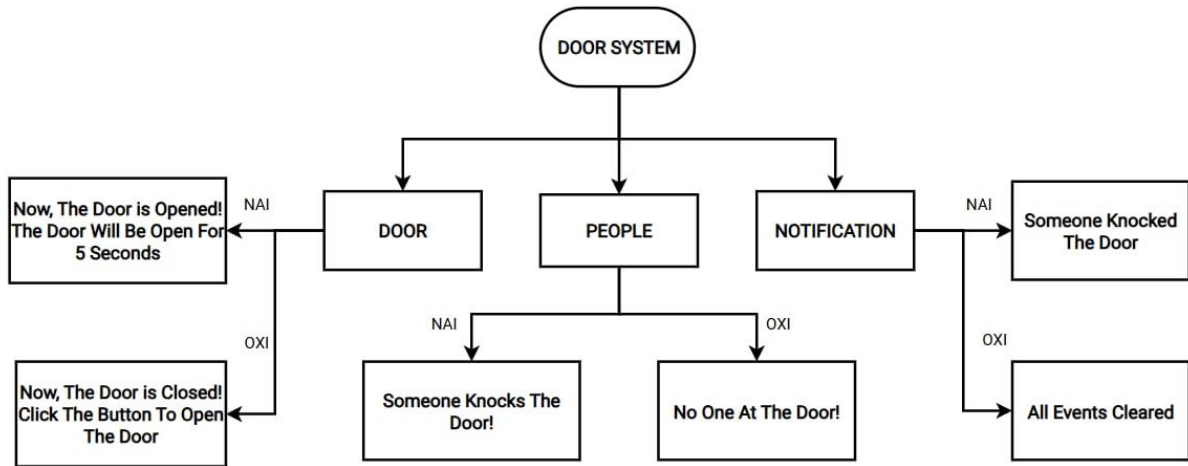 DOOR SYSTEM
Now, The Door is Opened!
The Door Will Be Open For
5 Seconds
NAI
DOOR
PEOPLE
NOTIFICATION
NAI
Someone Knocked
The Door
OXI
NAI
OXI
OXI
Now, The Door is Closed!
Click The Button To Open
The Door
Someone Knocks The
Door!
No One At The Door!
All Events Cleared